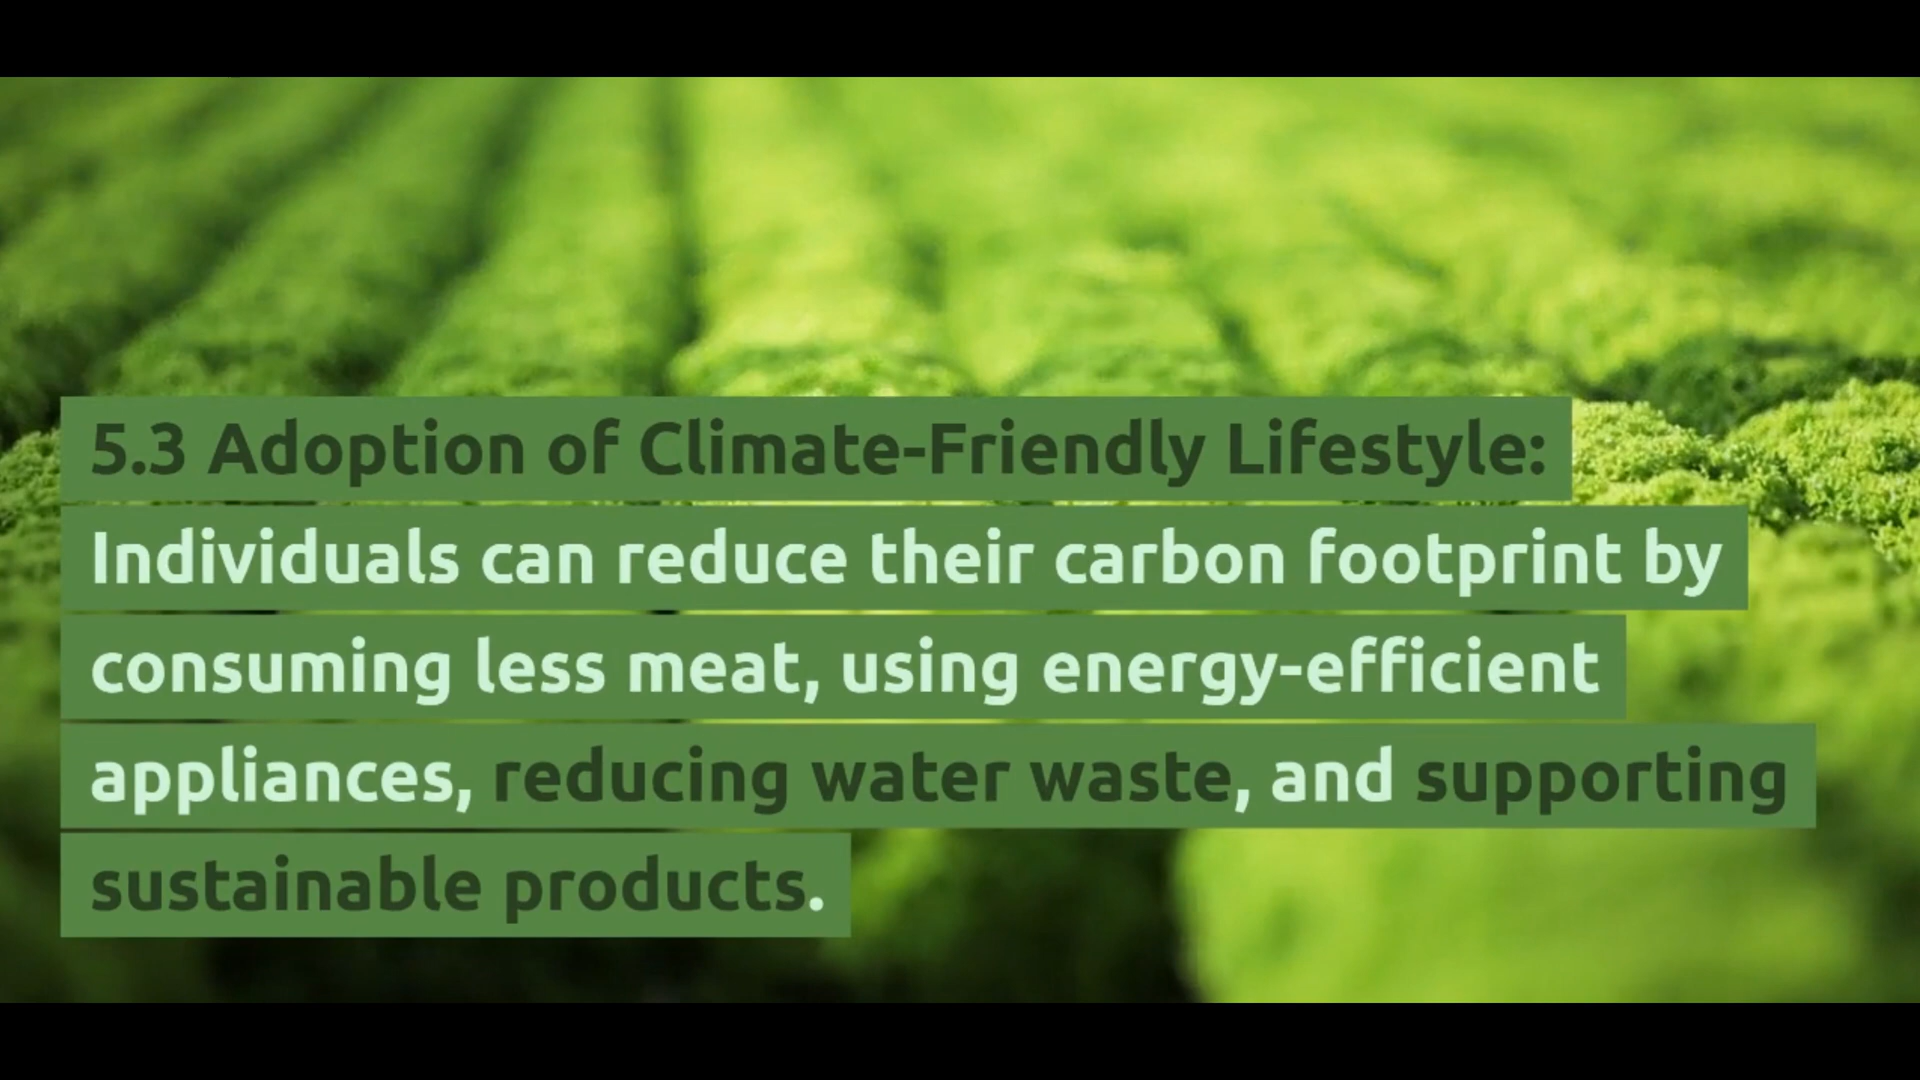 5.3 Adoption of Climate-Friendly Lifestyle:
Individuals can reduce their carbon footprint by
consuming less meat, using energy-efficient
appliances, reducing water waste, and supporting
sustainable products.